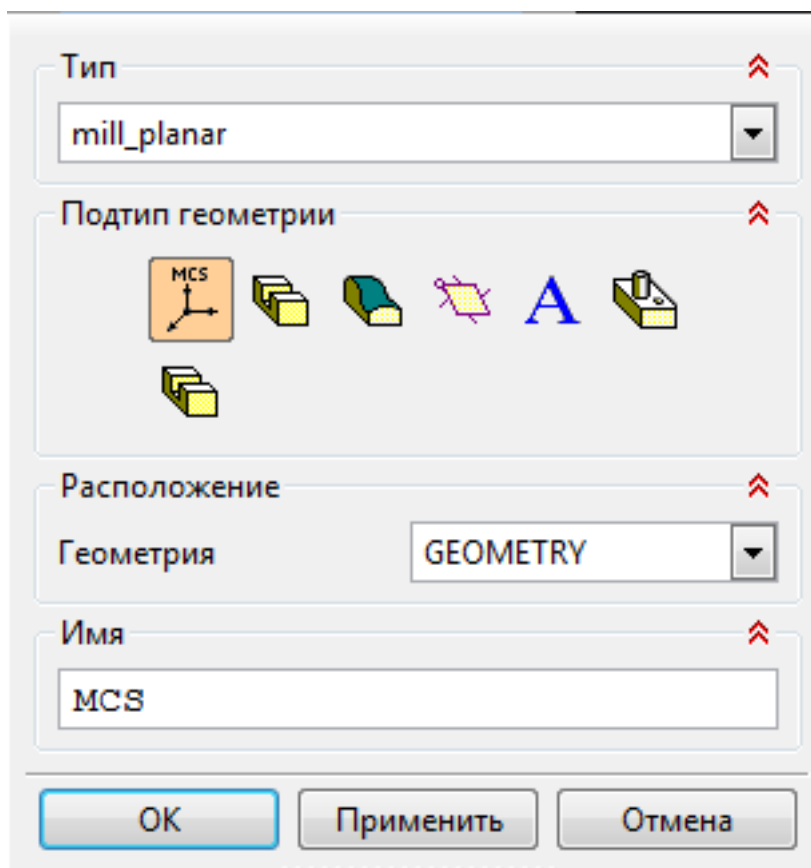 Тип
mill_planar
Подтип геометрии
MCS
A
Расположение
Геометрия GEOMETRY
Имя
MCS
OK Применить Отмена